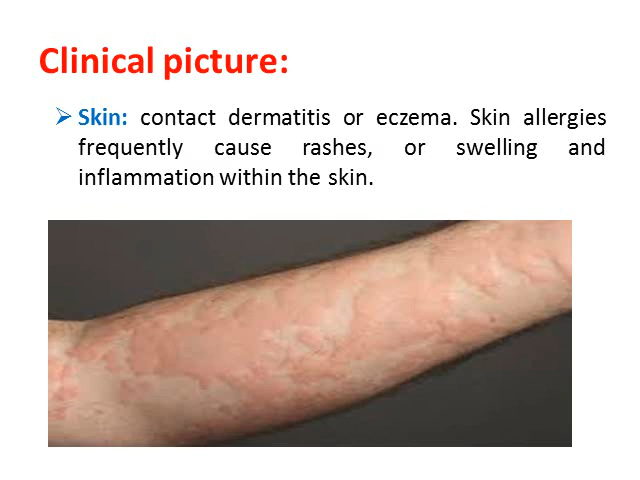 Clinical picture:
Skin: contact dermatitis or eczema. Skin allergies
frequently cause rashes, or swelling and
inflammation within the skin.